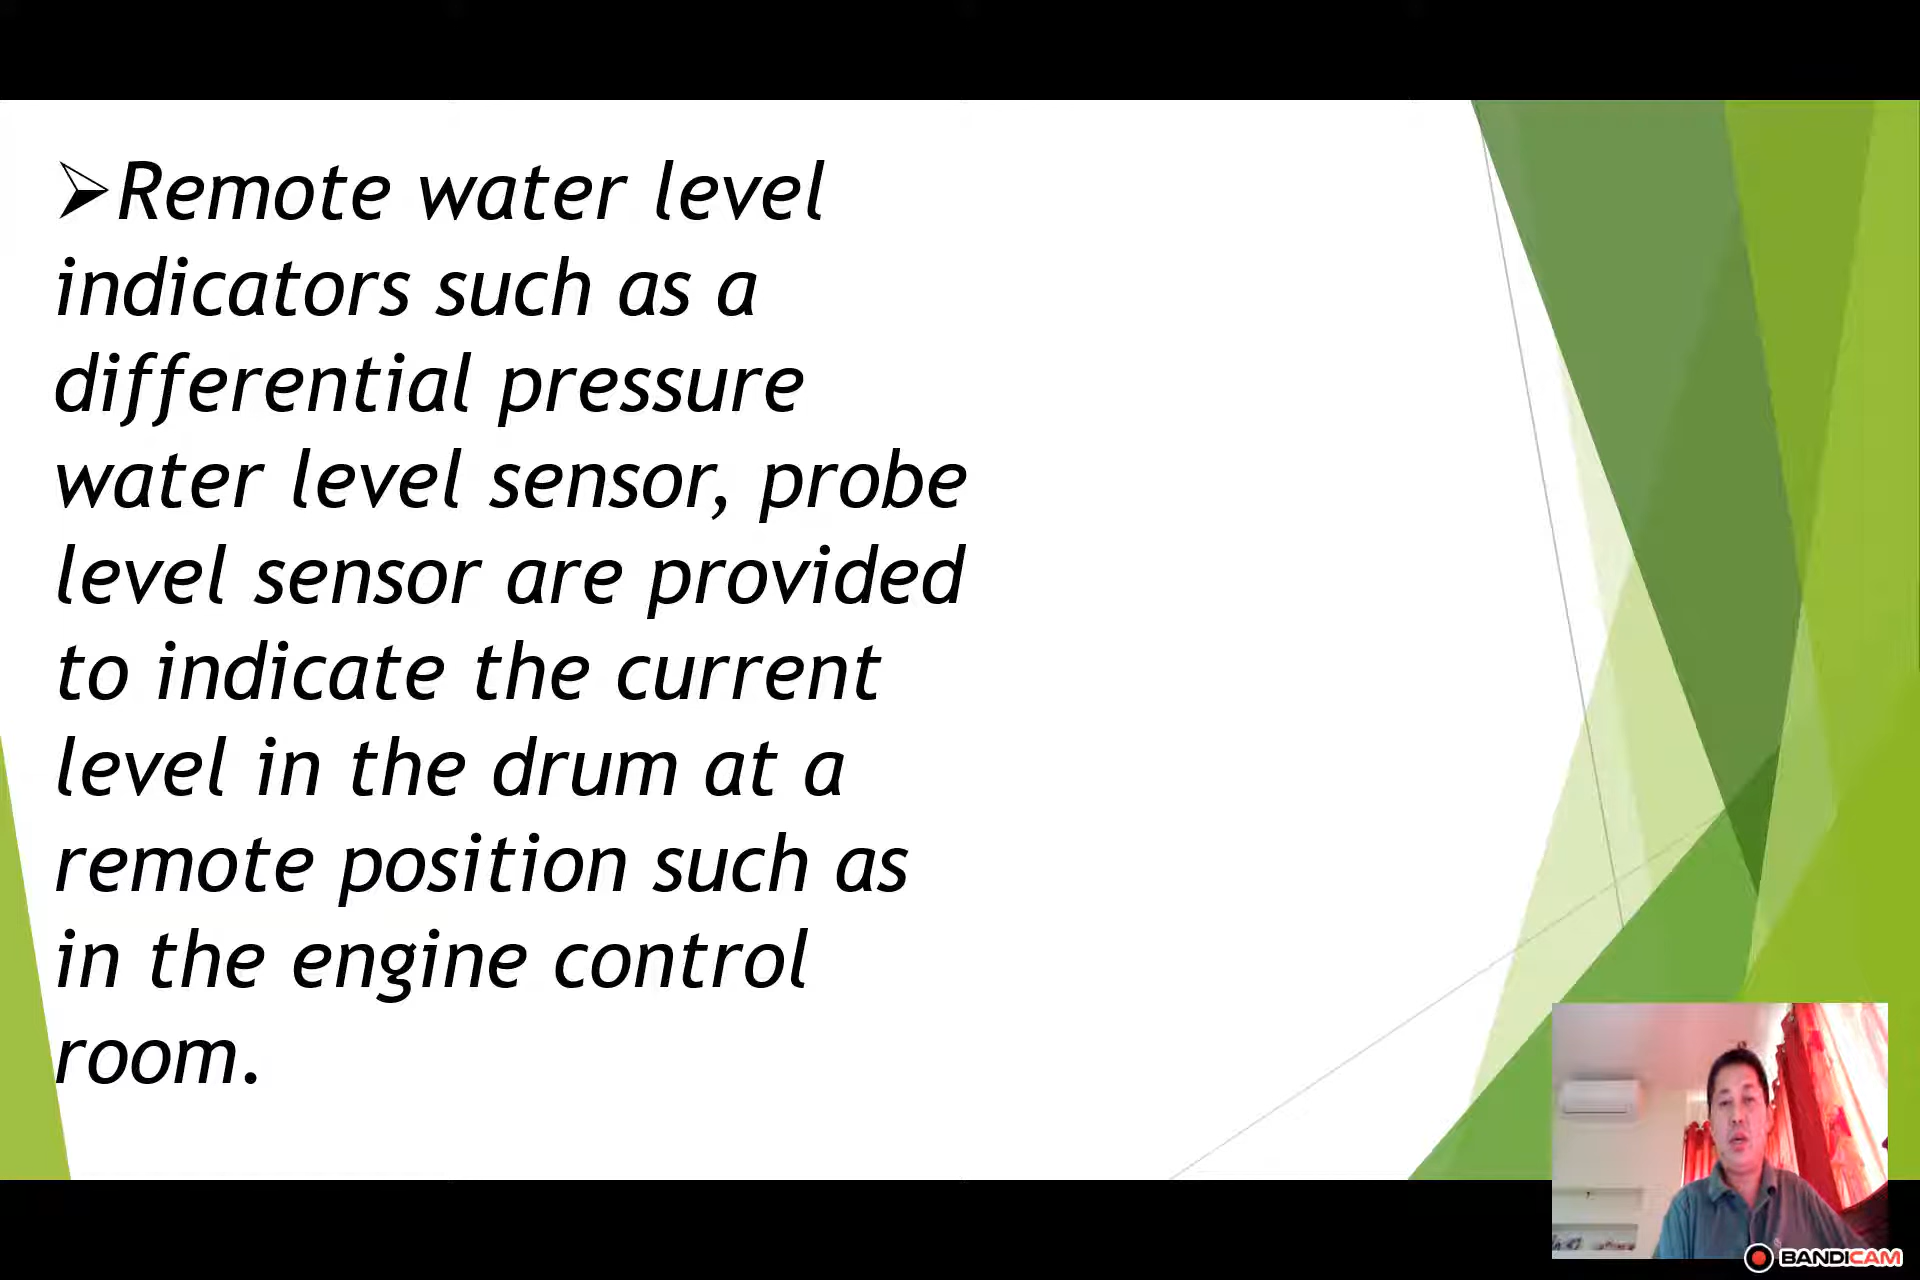 ➢Remote water level
indicators such as a
differential pressure
water level sensor, probe
level sensor are provided
to indicate the current
level in the drum at a
remote position such as
in the engine control
room.
BANDICAM